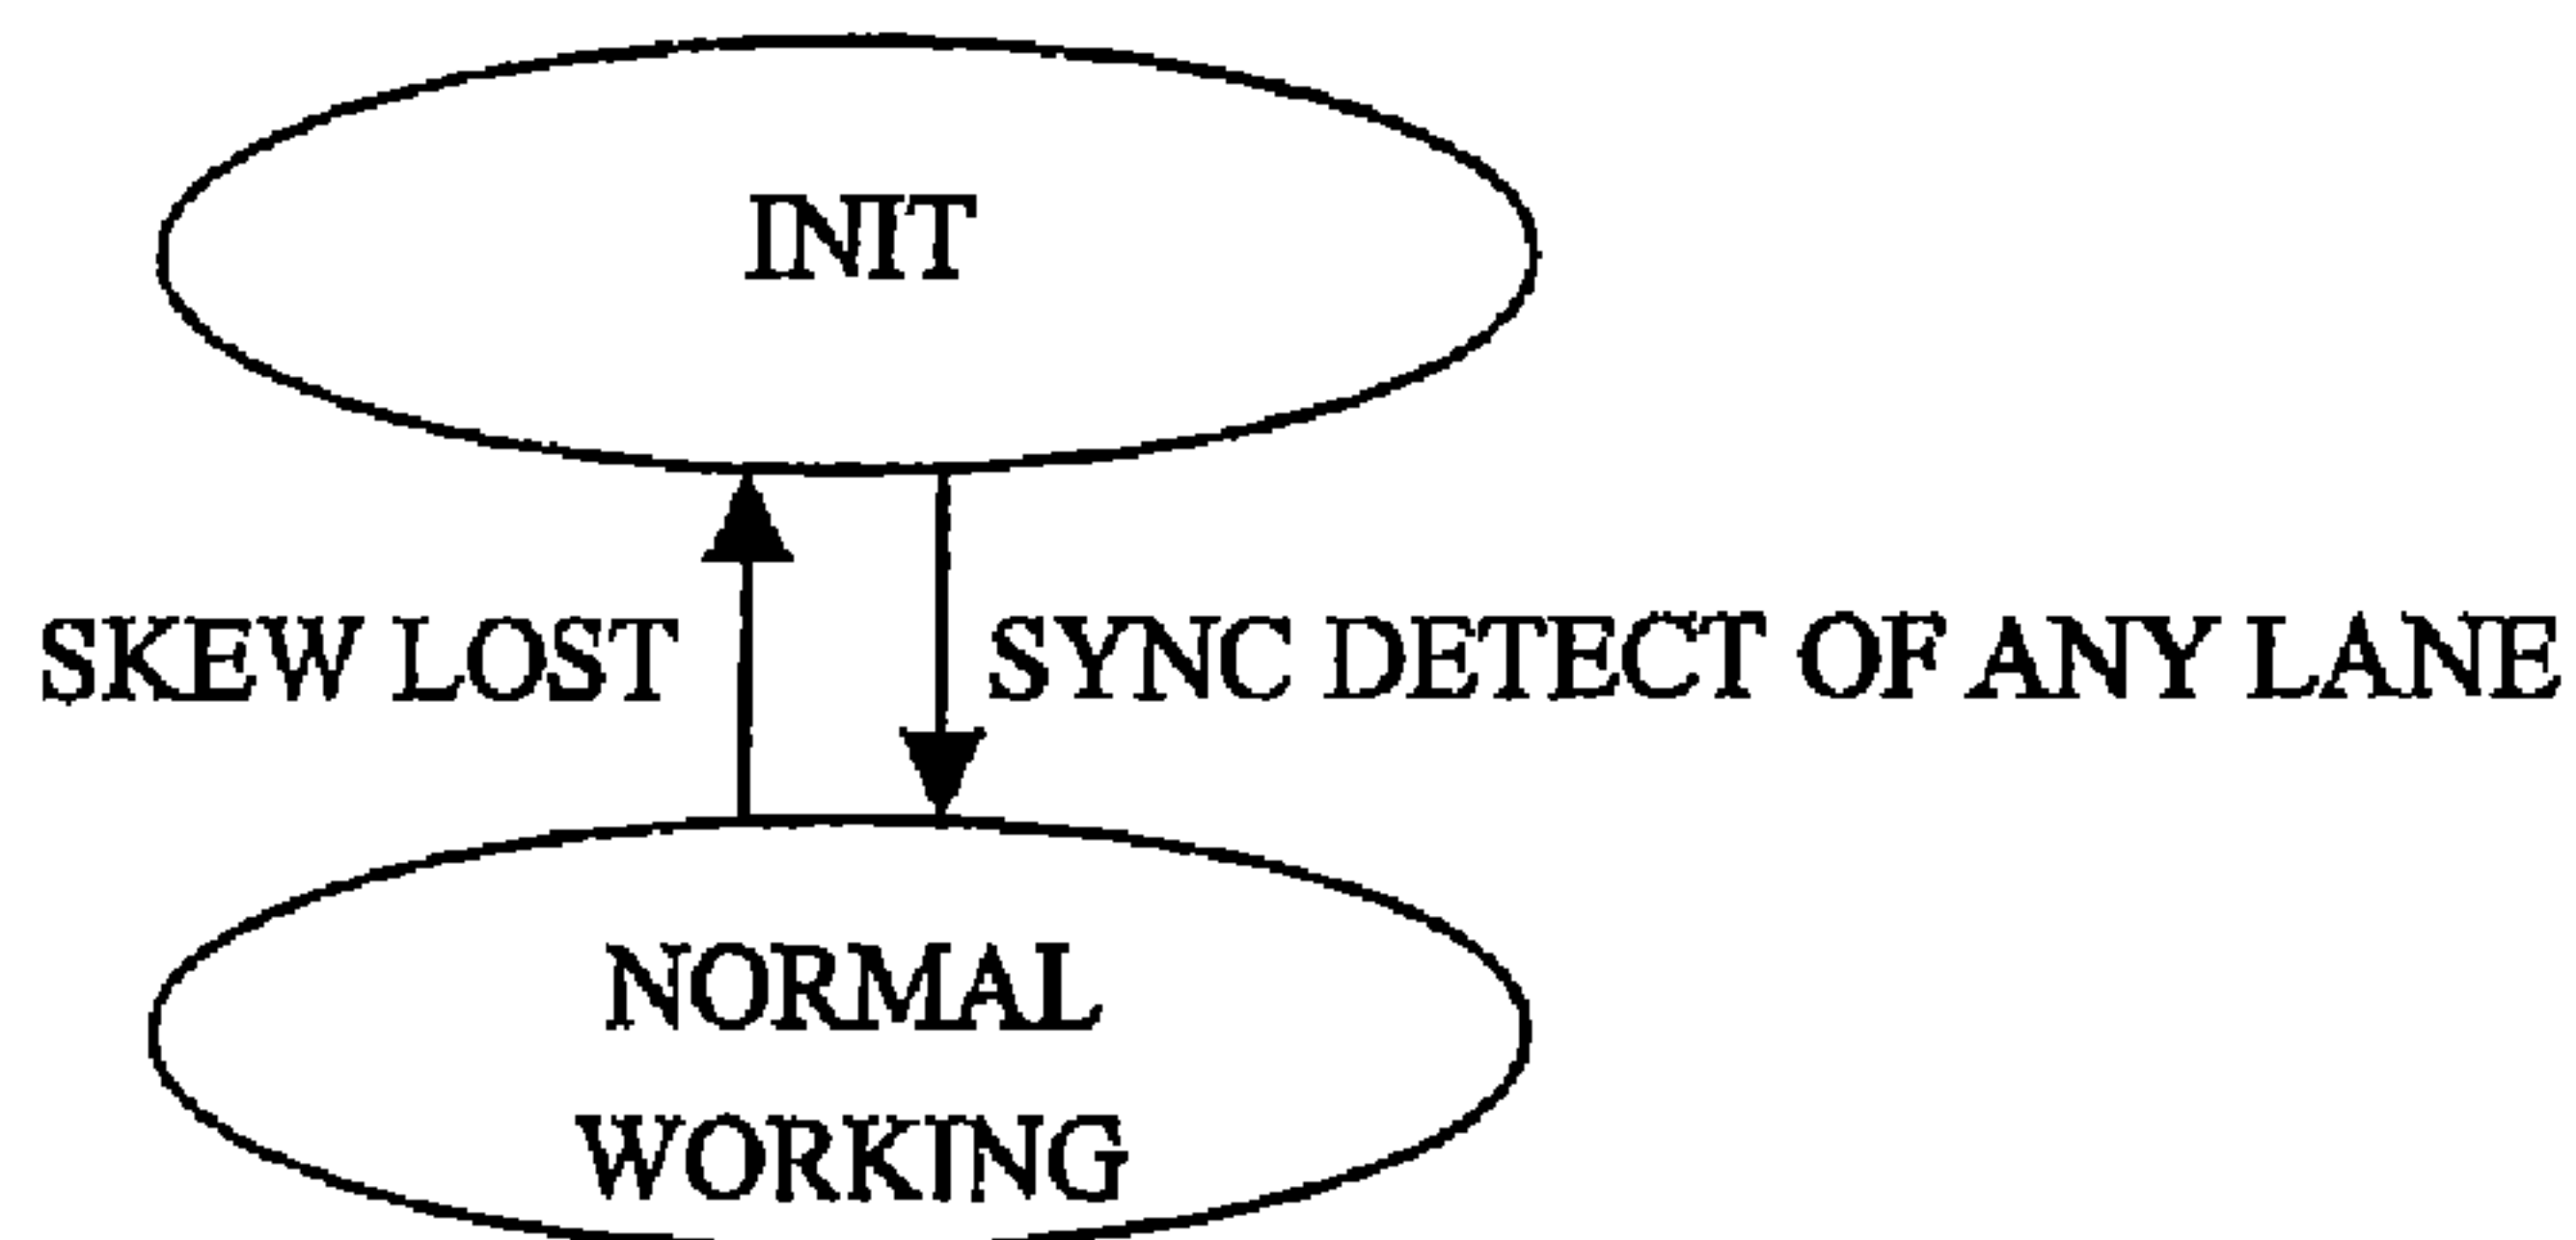 INIT
SKEW LOST
SYNC DETECT OF ANY LANE
NORMAL
WORKING